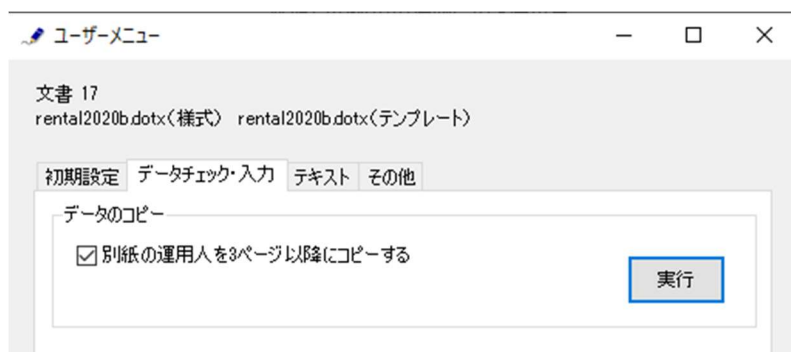 ユーザーメニュー
文書 17
rental2020b.dotx(様式) rental2020b.dotx(テンプレート)
初期設定 データチェック・入力 テキスト その他
データのコピー
別紙の運用人を3ページ以降にコピーする
実行